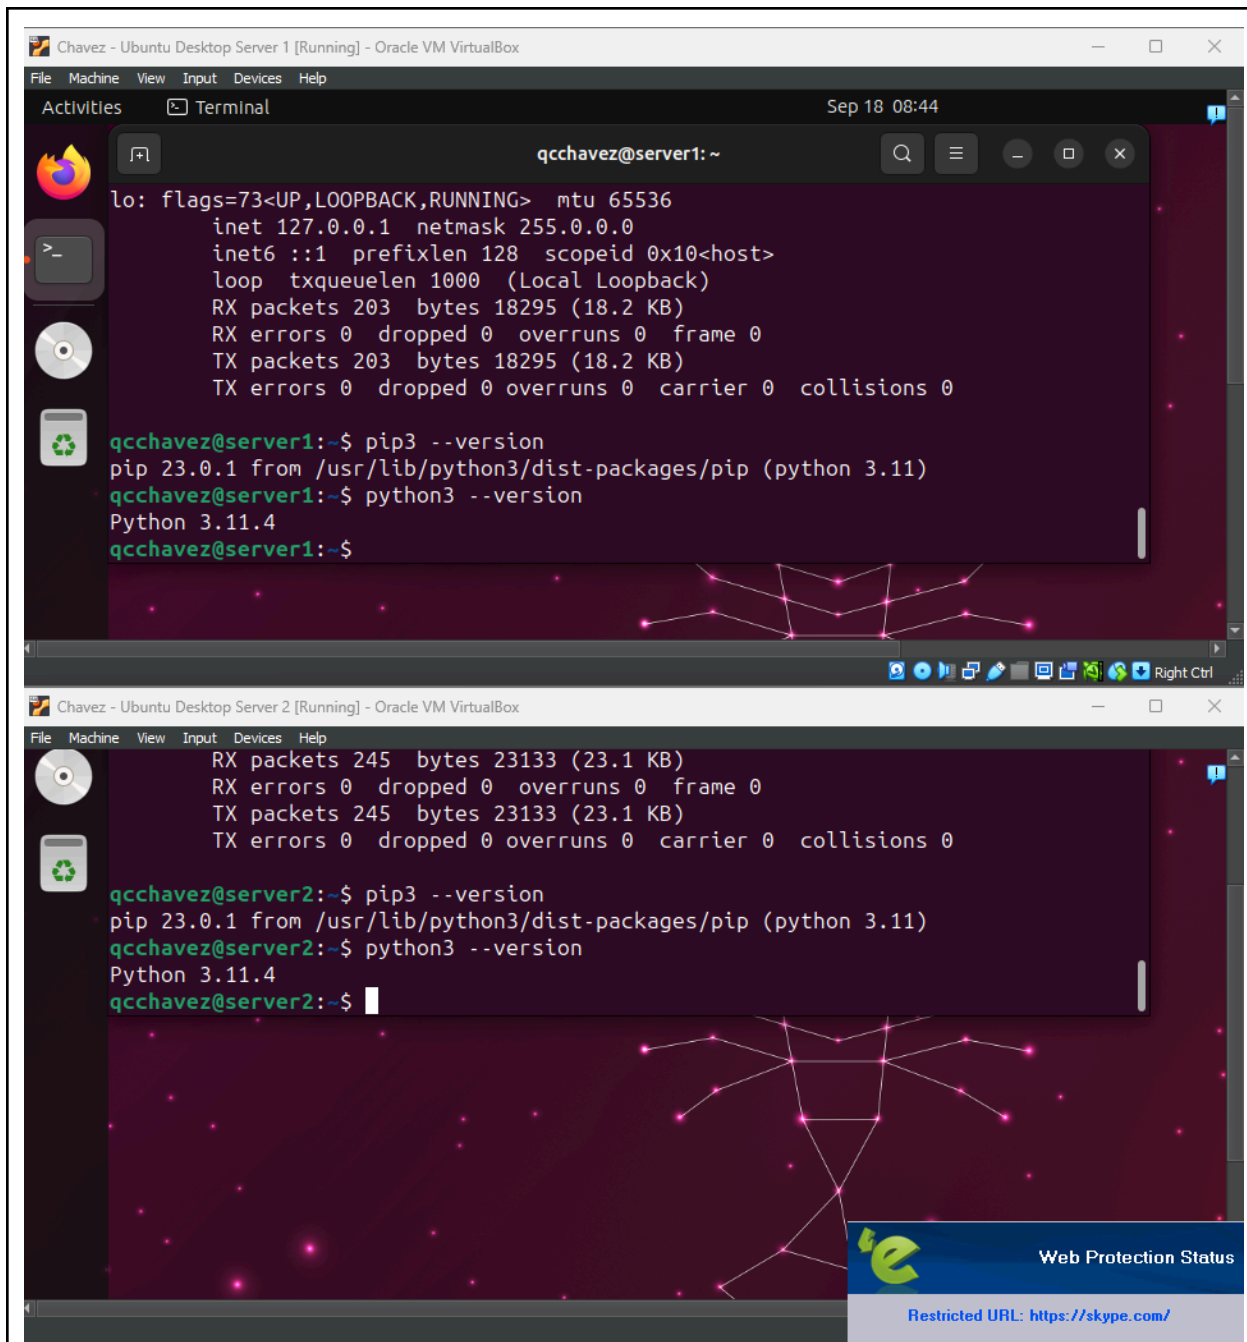 Chavez - Ubuntu Desktop Server 1 [Running] - Oracle VM VirtualBox
File Machine View Input Devices Help
Activities Terminal Sep 18 08:44
qcchavez@server1: ~
lo: flags=73<UP,LOOPBACK,RUNNING>  mtu 65536
        inet 127.0.0.1  netmask 255.0.0.0
        inet6 ::1  prefixlen 128  scopeid 0x10<host>
        loop  txqueuelen 1000  (Local Loopback)
        RX packets 203  bytes 18295 (18.2 KB)
        RX errors 0  dropped 0  overruns 0  frame 0
        TX packets 203  bytes 18295 (18.2 KB)
        TX errors 0  dropped 0 overruns 0  carrier 0  collisions 0
qcchavez@server1:~$ pip3 --version
pip 23.0.1 from /usr/lib/python3/dist-packages/pip (python 3.11)
qcchavez@server1:~$ python3 --version
Python 3.11.4
qcchavez@server1:~$
Right Ctrl
Chavez - Ubuntu Desktop Server 2 [Running] - Oracle VM VirtualBox
File Machine View Input Devices Help
        RX packets 245  bytes 23133 (23.1 KB)
        RX errors 0  dropped 0  overruns 0  frame 0
        TX packets 245  bytes 23133 (23.1 KB)
        TX errors 0  dropped 0 overruns 0  carrier 0  collisions 0
qcchavez@server2:~$ pip3 --version
pip 23.0.1 from /usr/lib/python3/dist-packages/pip (python 3.11)
qcchavez@server2:~$ python3 --version
Python 3.11.4
qcchavez@server2:~$
Web Protection Status
Restricted URL: https://skype.com/